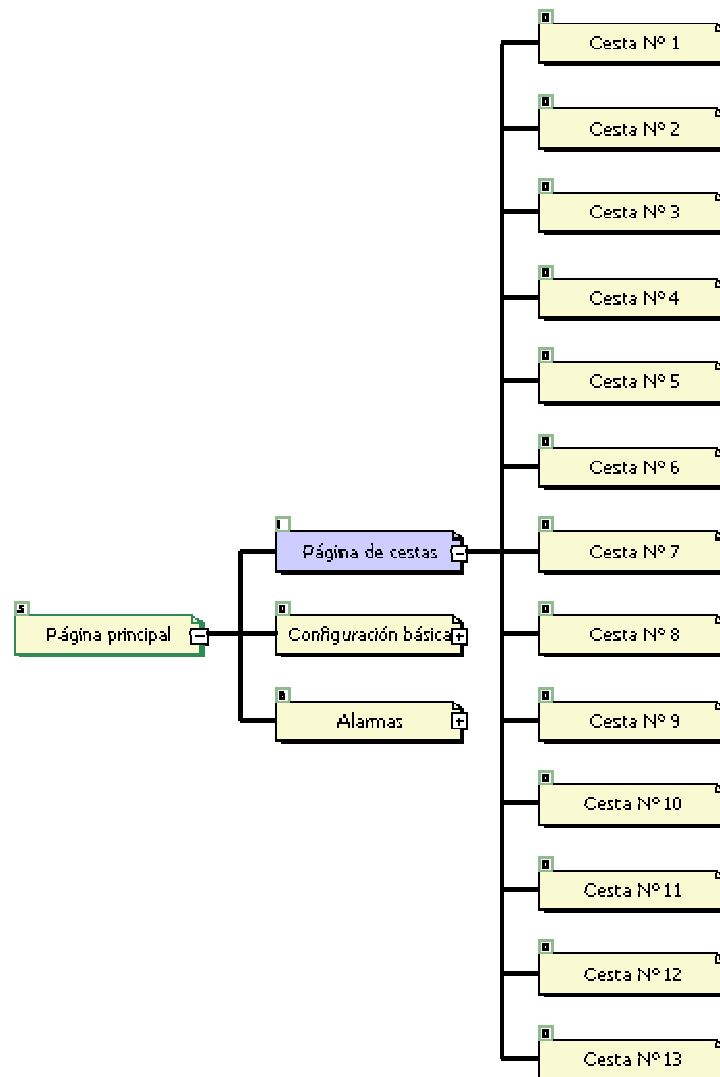 Cesta Nº 1
Cesta Nº 2
Cesta Nº 3
Cesta Nº 4
Cesta Nº 5
Cesta Nº 6
Página de cestas
Cesta Nº 7
Página principal
Configuración básica
Cesta Nº 8
Alarmas
Cesta Nº 9
Cesta Nº 10
Cesta Nº 11
Cesta Nº 12
Cesta Nº 13